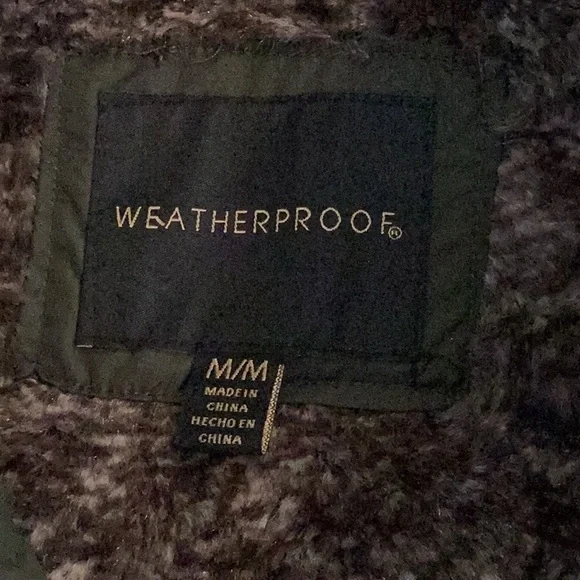 WEATHERPROOF®
M/M
MADE IN
CHINA
HECHO EN
CHINA